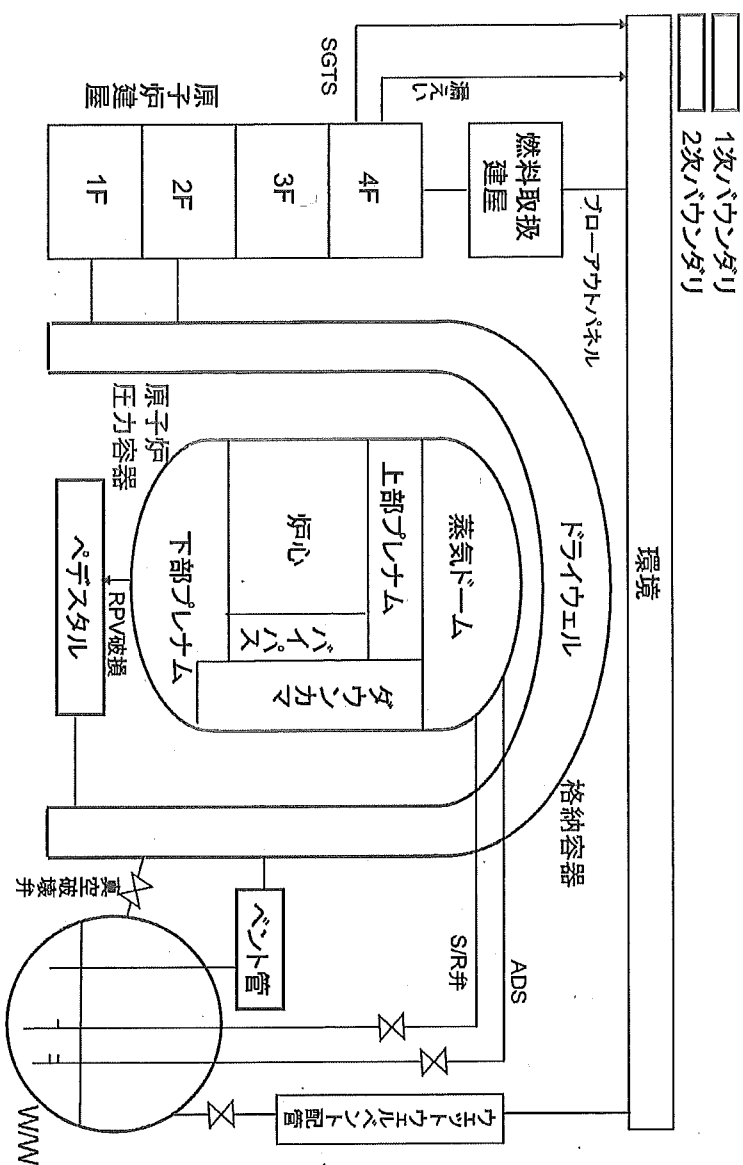 1次バウンダリ
2次バウンダリ
環境
SGTS
漏えい
ブローアウトパネル
燃料取扱
建屋
原子炉建屋
4F
3F
2F
1F
ドライウェル
格納容器
原子炉
圧力容器
蒸気ドーム
上部プレナム
炉心
バイ
パス
ダウンカマ
下部プレナム
RPV破損
ペデスタル
ADS
S/R弁
ベント管
真空破壊弁
ウェットウェルベント
配管
W/W